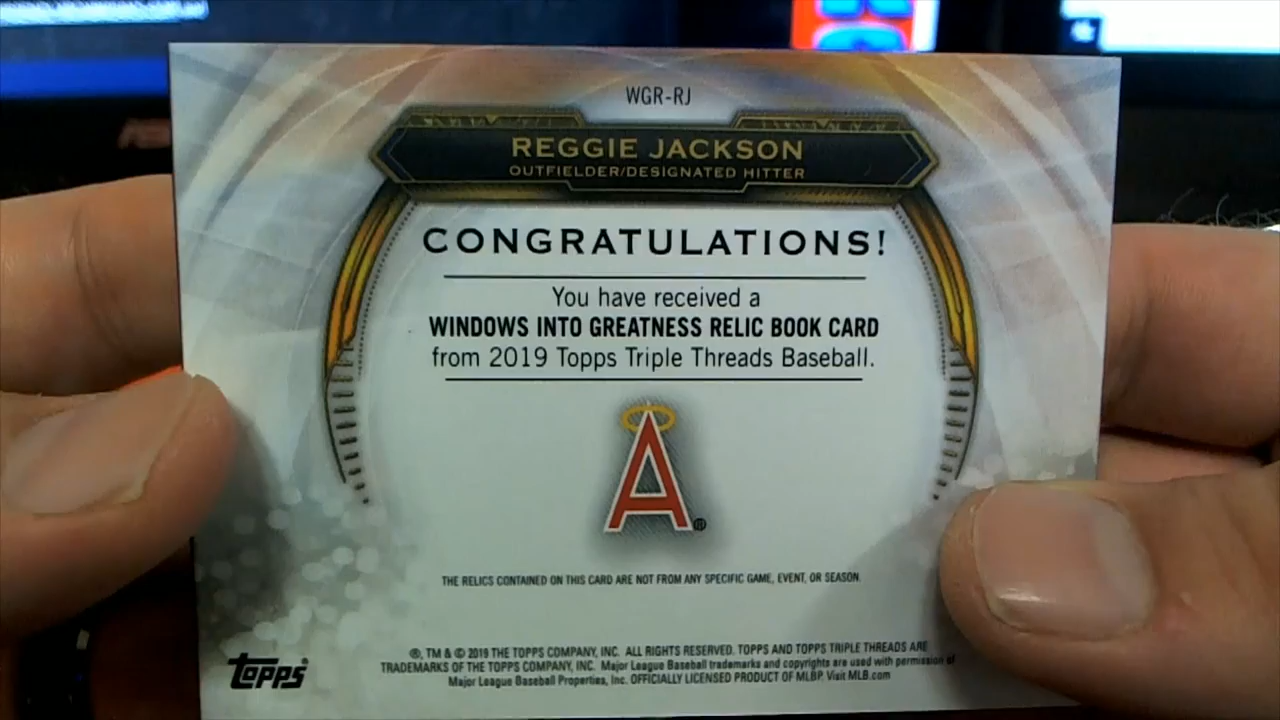 WGR-RJ
REGGIE JACKSON
OUTFIELDER/DESIGNATED HITTER
CONGRATULATIONS!
You have received a
WINDOWS INTO GREATNESS RELIC BOOK CARD
from 2019 Topps Triple Threads Baseball.
A
THE RELICS CONTAINED ON THIS CARD ARE NOT FROM ANY SPECIFIC GAME, EVENT, OR SEASON.
®, TM & © 2019 THE TOPPS COMPANY, INC. ALL RIGHTS RESERVED. TOPPS AND TOPPS TRIPLE THREADS ARE
TRADEMARKS OF THE TOPPS COMPANY, INC. Major League Baseball trademarks and copyrights are used with permission of
Major League Baseball Properties, Inc. OFFICIALLY LICENSED PRODUCT OF MLBP. Visit MLB.com
topps